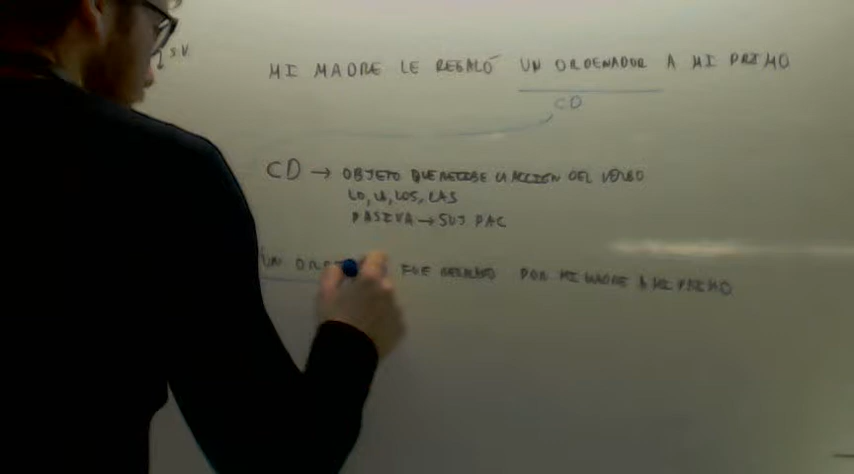 S.V.
MI MADRE LE REGALÓ UN ORDENADOR A MI PRIMO
CD
CD → OBJETO QUE RECIBE LA ACCIÓN DEL VERBO
LO, LA, LOS, LAS
PASIVA → SUJ PAC
UN FUE REGALADO POR MI MADRE A MI PRIMO